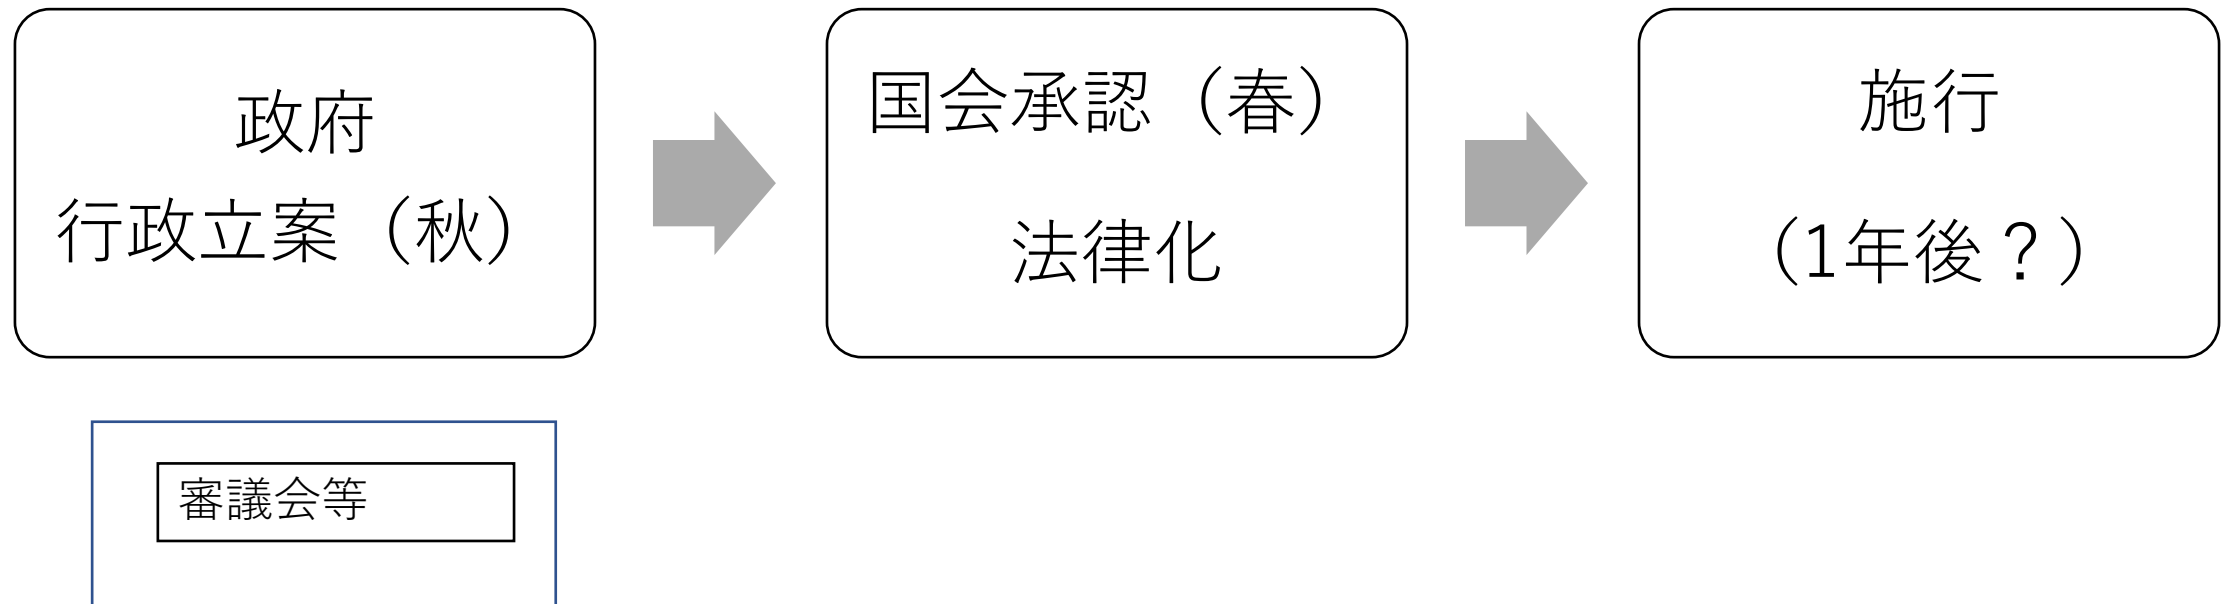 政府
行政立案（秋）
国会承認（春）
法律化
施行
（1年後？）
審議会等